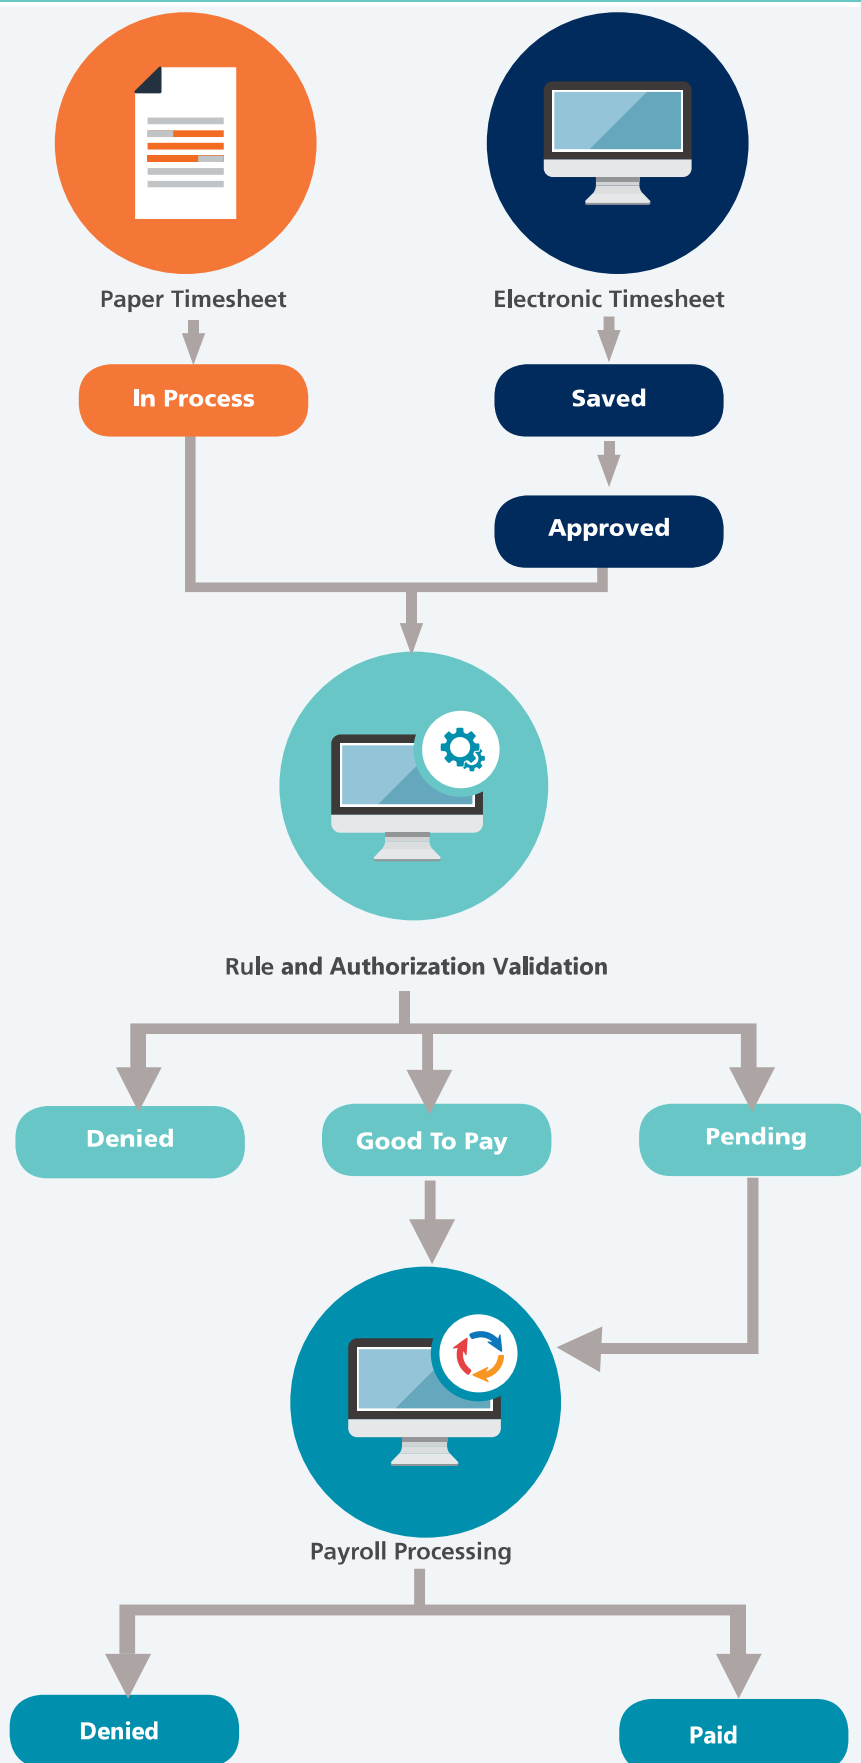 Paper Timesheet
Electronic Timesheet
In Process
Saved
Approved
Rule and Authorization Validation
Denied
Good To Pay
Pending
Payroll Processing
Denied
Paid